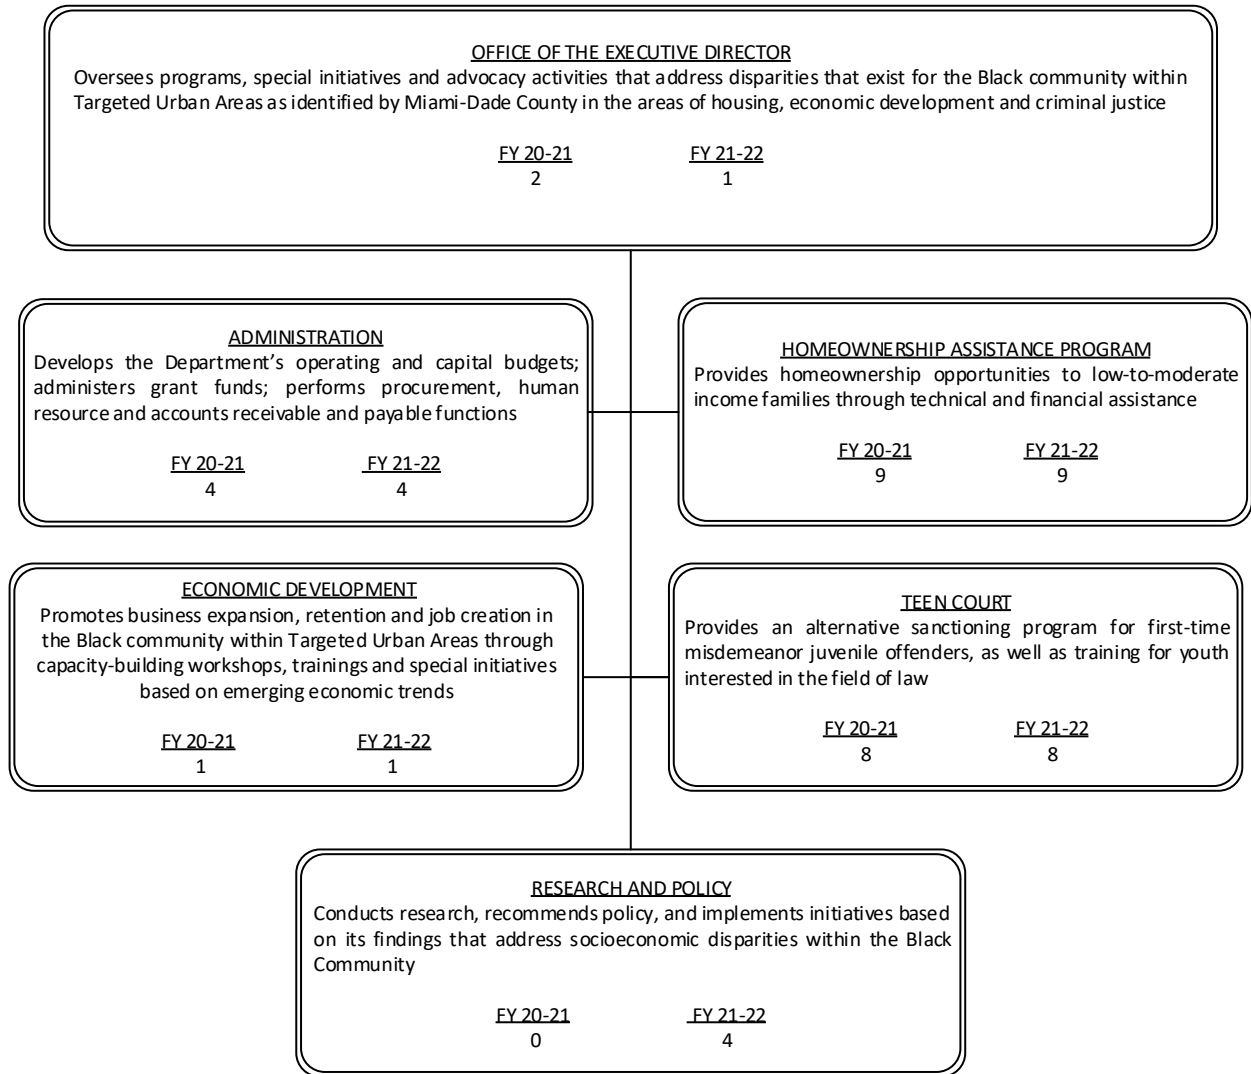 OFFICE OF THE EXECUTIVE DIRECTOR
Oversees programs, special initiatives and advocacy activities that address disparities that exist for the Black community within
Targeted Urban Areas as identified by Miami-Dade County in the areas of housing, economic development and criminal justice
FY 20-21 FY 21-22
2 1
ADMINISTRATION
Develops the Department's operating and capital budgets;
administers grant funds; performs procurement, human
resource and accounts receivable and payable functions
FY 20-21 FY 21-22
4 4
HOMEOWNERSHIP ASSISTANCE PROGRAM
Provides homeownership opportunities to low-to-moderate
income families through technical and financial assistance
FY 20-21 FY 21-22
9 9
ECONOMIC DEVELOPMENT
Promotes business expansion, retention and job creation in
the Black community within Targeted Urban Areas through
capacity-building workshops, trainings and special initiatives
based on emerging economic trends
FY 20-21 FY 21-22
1 1
TEEN COURT
Provides an alternative sanctioning program for first-time
misdemeanor juvenile offenders, as well as training for youth
interested in the field of law
FY 20-21 FY 21-22
8 8
RESEARCH AND POLICY
Conducts research, recommends policy, and implements initiatives based
on its findings that address socioeconomic disparities within the Black
Community
FY 20-21 FY 21-22
0 4